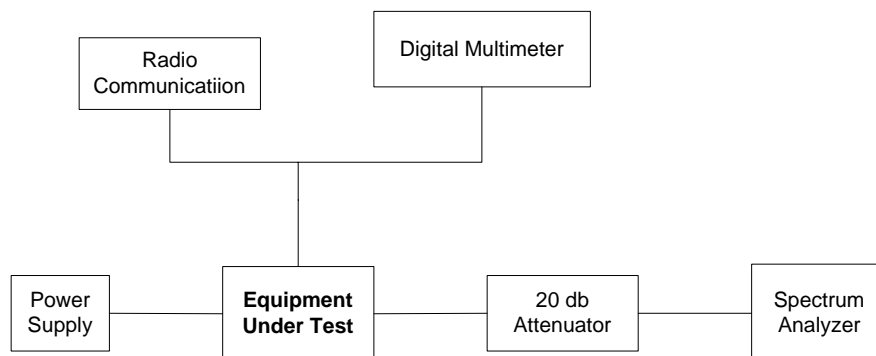 Radio
Communicatiion
Digital Multimeter
Power
Supply
Equipment
Under Test
20 db
Attenuator
Spectrum
Analyzer